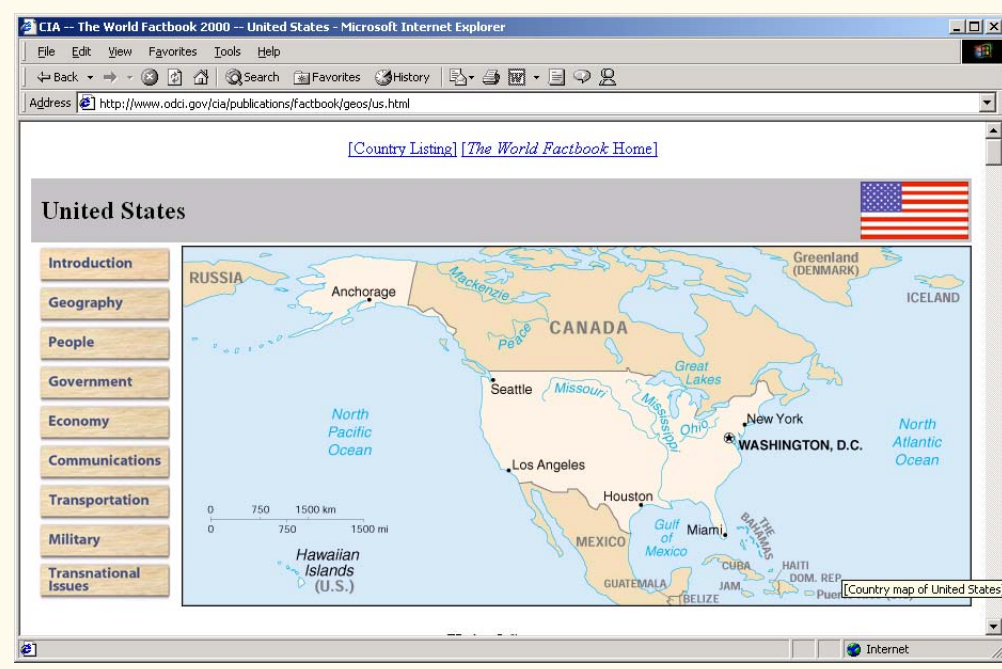 CIA -- The World Factbook 2000 -- United States - Microsoft Internet Explorer
File Edit View Favorites Tools Help
Back Search Favorites History
Address http://www.odci.gov/cia/publications/factbook/geos/us.html
[Country Listing] [The World Factbook Home]
United States
Introduction
Geography
People
Government
Economy
Communications
Transportation
Military
Transnational
Issues
RUSSIA
Anchorage
Mackenzie
Greenland
(DENMARK)
ICELAND
Peace
CANADA
Great
Lakes
Seattle
Missouri
Mississippi
Ohio
New York
WASHINGTON, D.C.
North
Pacific
Ocean
North
Atlantic
Ocean
Los Angeles
Houston
0 750 1500 km
0 750 1500 mi
Hawaiian
Islands
(U.S.)
MEXICO
Gulf
of
Mexico
Miami
THE
BAHAMAS
CUBA
HAITI
DOM. REP.
JAM.
GUATEMALA
BELIZE
[Country map of United States]
Internet